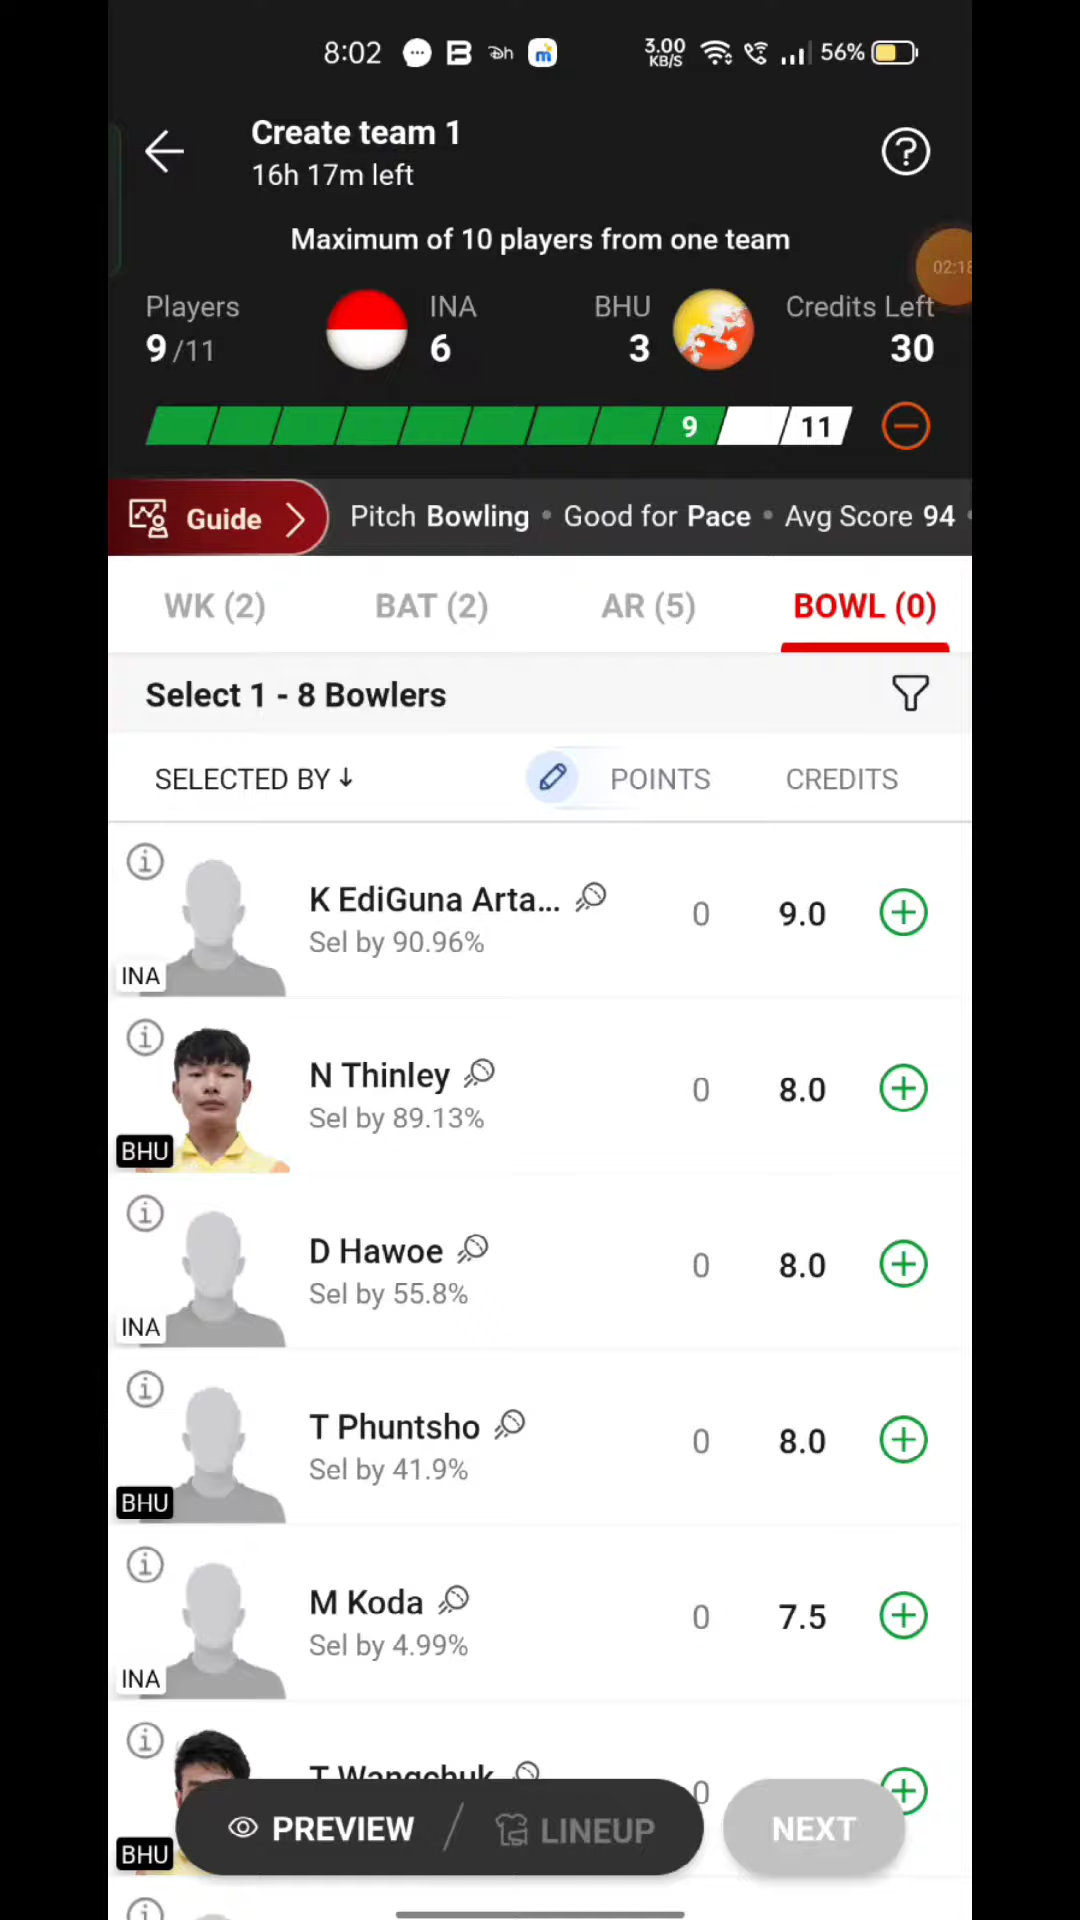 8:02 3.00 KB/S 56%
Create team 1
16h 17m left
Maximum of 10 players from one team
02:18
Players INA BHU Credits Left
9/11 6 3 30
9 11
Guide Pitch Bowling • Good for Pace • Avg Score 94
WK (2) BAT (2) AR (5) BOWL (0)
Select 1 - 8 Bowlers
SELECTED BY ↓ POINTS CREDITS
K EdiGuna Arta... 0 9.0
Sel by 90.96%
INA
N Thinley 0 8.0
Sel by 89.13%
BHU
D Hawoe 0 8.0
Sel by 55.8%
INA
T Phuntsho 0 8.0
Sel by 41.9%
BHU
M Koda 0 7.5
Sel by 4.99%
INA
T Wangchuk 0
BHU
PREVIEW / LINEUP NEXT